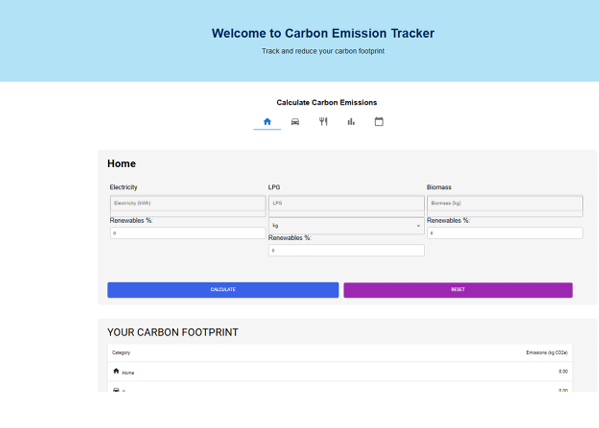 Welcome to Carbon Emission Tracker
Track and reduce your carbon footprint
Calculate Carbon Emissions
Home
Electricity LPG Biomass
Electricity (kWh) LPG Biomass (kg)
Renewables %: kg Renewables %:
0 0
Renewables %:
0
CALCULATE RESET
YOUR CARBON FOOTPRINT
Category Emissions (kg CO2e)
Home 0.00
0.00